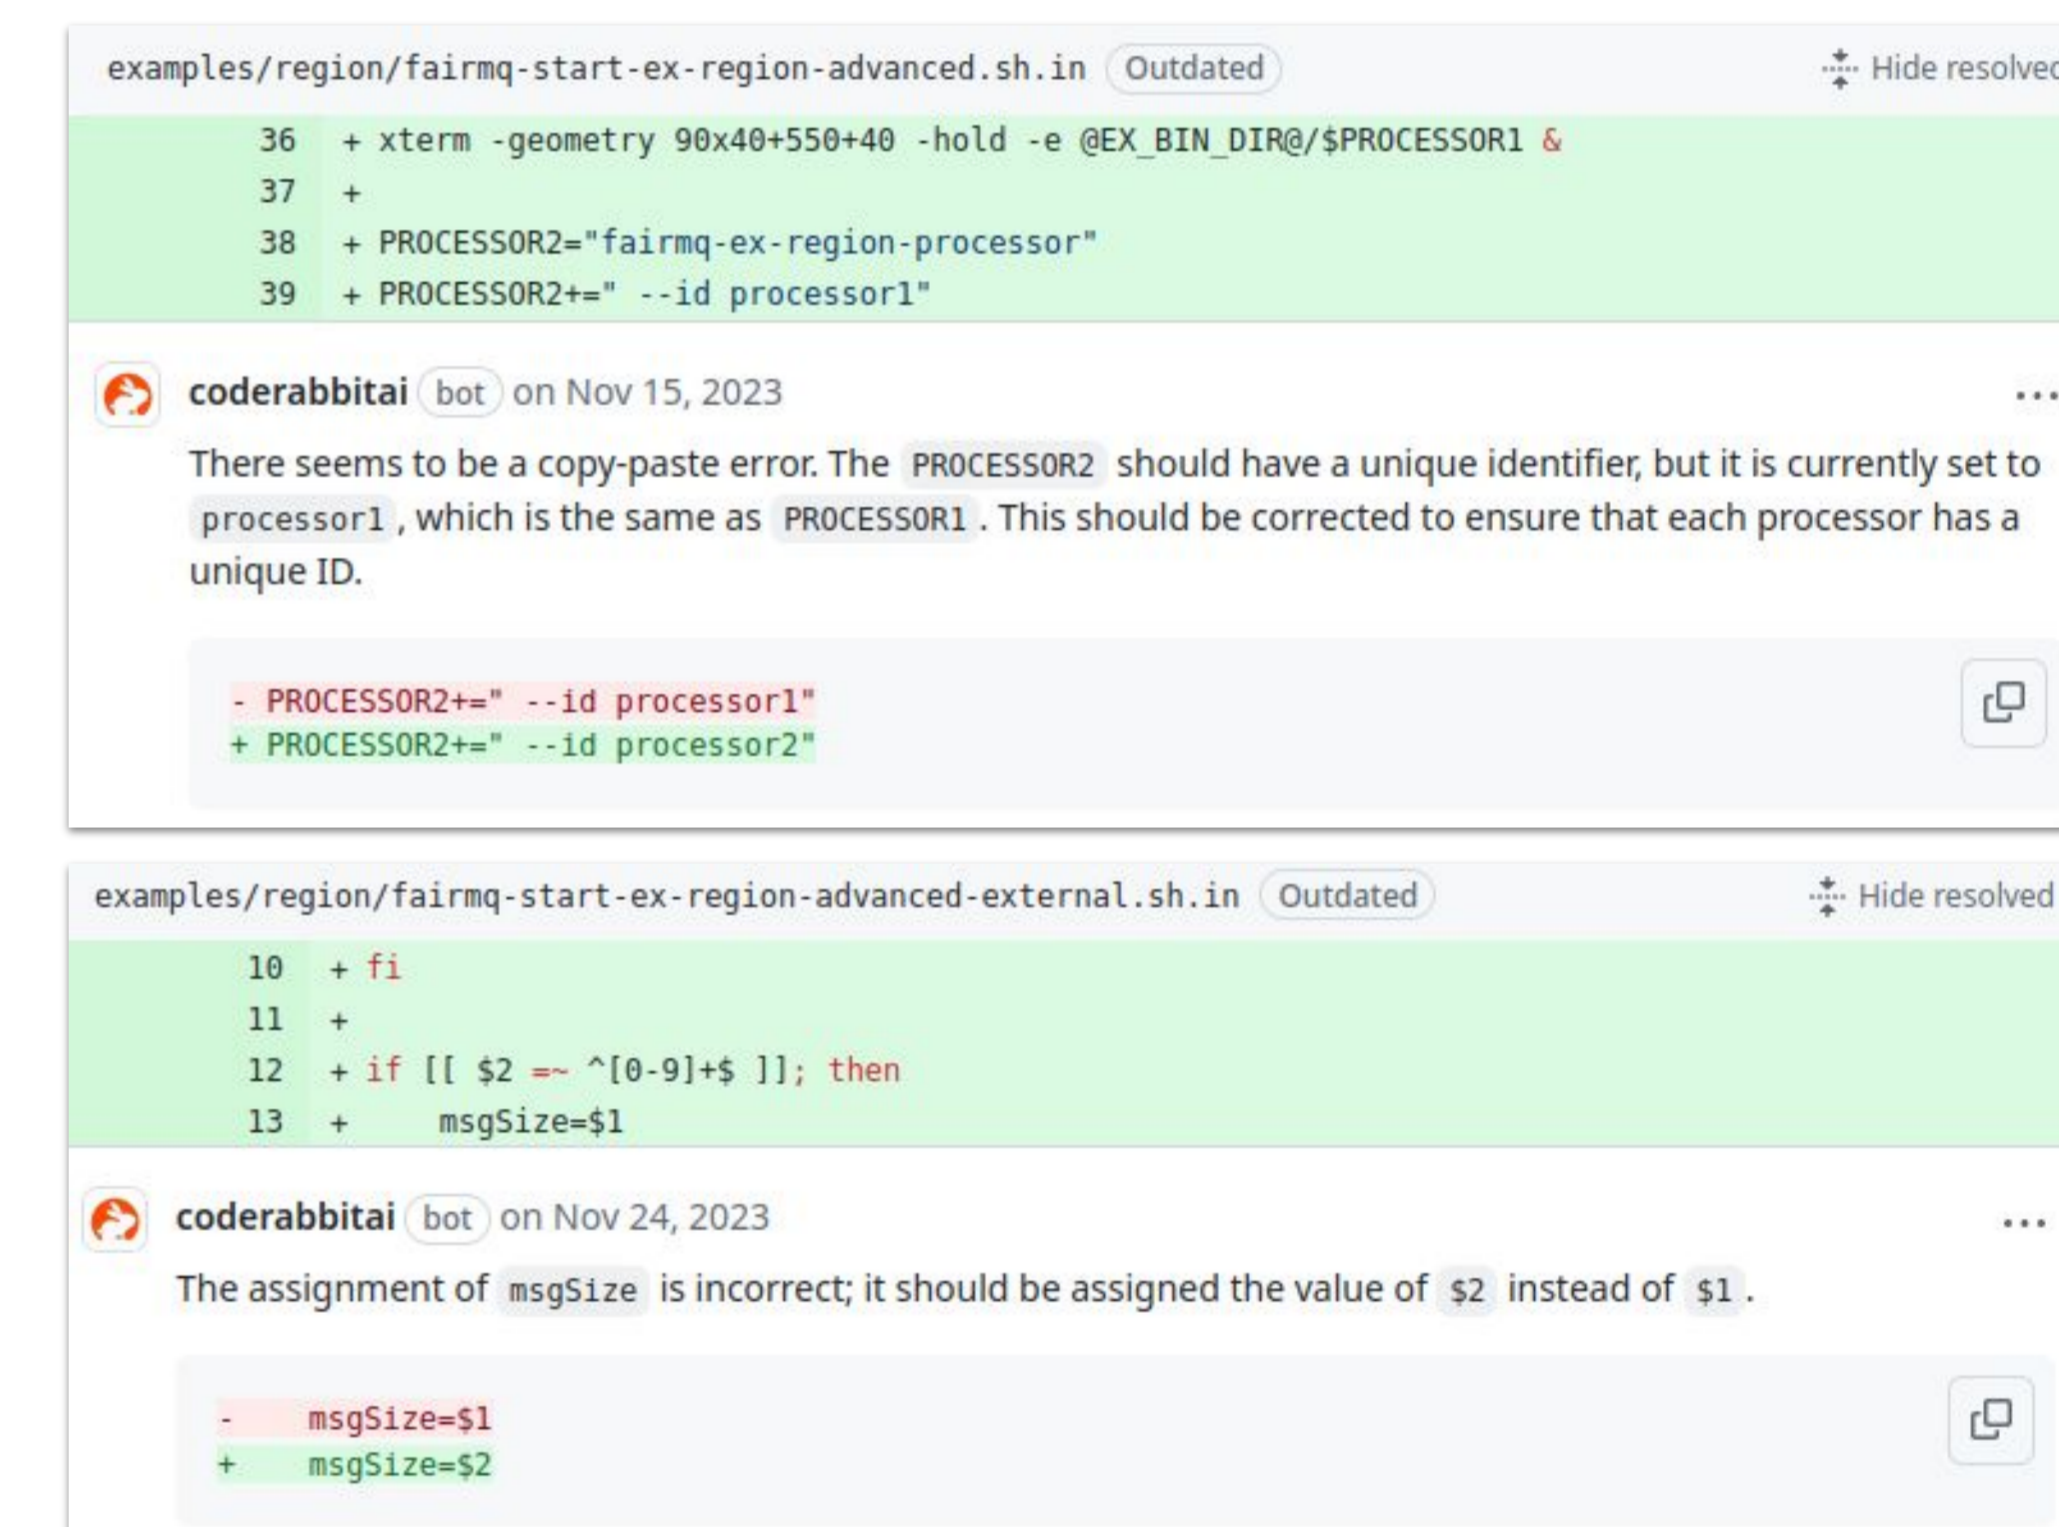 examples/region/fairmq-start-ex-region-advanced.sh.in Outdated Hide resolved
36 + xterm -geometry 90x40+550+40 -hold -e @EX_BIN_DIR@/$PROCESSOR1 &
37 +
38 + PROCESSOR2="fairmq-ex-region-processor"
39 + PROCESSOR2+=" --id processor1"
coderabbitai bot on Nov 15, 2023
There seems to be a copy-paste error. The PROCESSOR2 should have a unique identifier, but it is currently set to
processor1, which is the same as PROCESSOR1. This should be corrected to ensure that each processor has a
unique ID.
- PROCESSOR2+=" --id processor1"
+ PROCESSOR2+=" --id processor2"
examples/region/fairmq-start-ex-region-advanced-external.sh.in Outdated Hide resolved
10 + fi
11 +
12 + if [[ $2 =~ ^[0-9]+$ ]]; then
13 +     msgSize=$1
coderabbitai bot on Nov 24, 2023
The assignment of msgSize is incorrect; it should be assigned the value of $2 instead of $1.
-    msgSize=$1
+    msgSize=$2